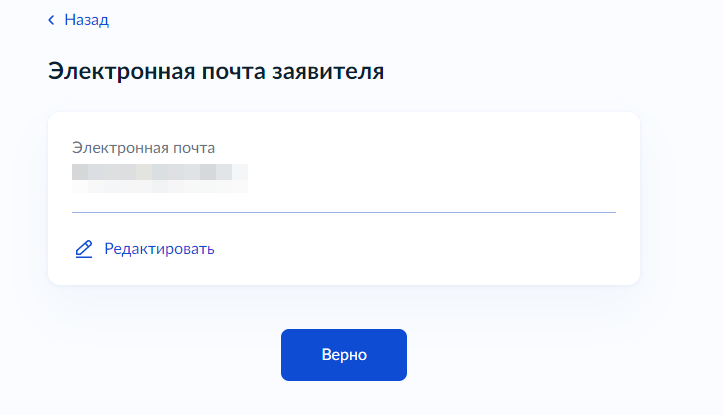 Назад
Электронная почта заявителя
Электронная почта
Редактировать
Верно